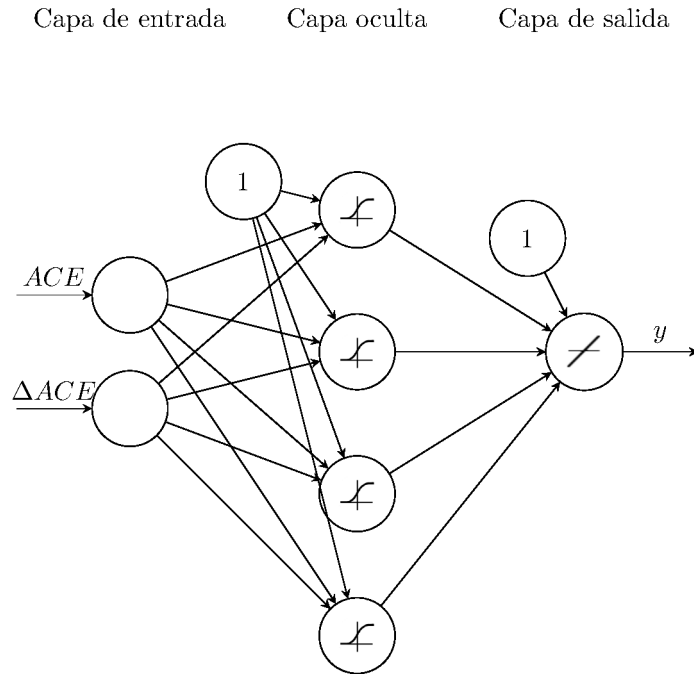 Capa de entrada
Capa oculta
Capa de salida
1
1
ACE
ΔACE
y